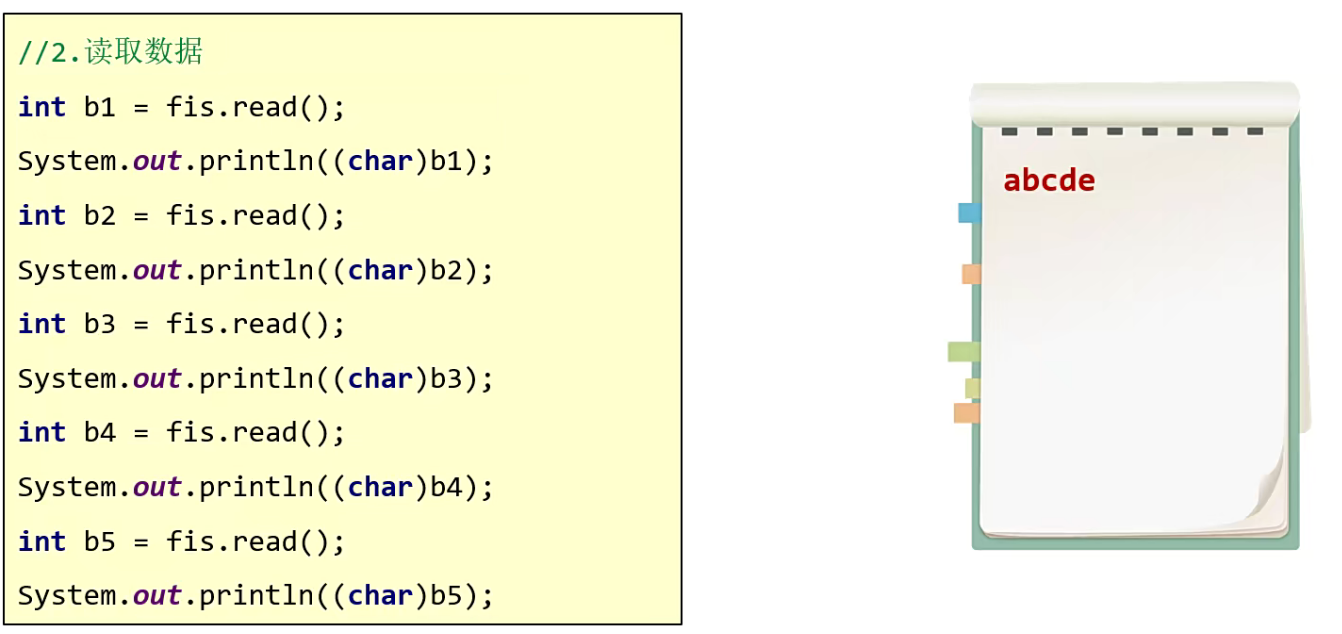 //2.读取数据
int b1 = fis.read();
System.out.println((char)b1);
int b2 = fis.read();
System.out.println((char)b2);
int b3 = fis.read();
System.out.println((char)b3);
int b4 = fis.read();
System.out.println((char)b4);
int b5 = fis.read();
System.out.println((char)b5);
abcde